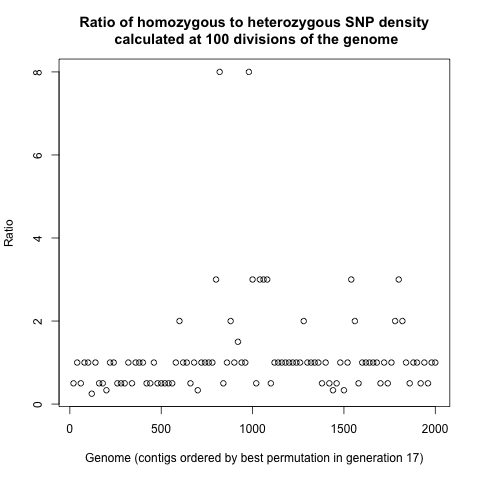 Ratio of homozygous to heterozygous SNP density
calculated at 100 divisions of the genome
8
6
4
2
0
Ratio
0 500 1000 1500 2000
Genome (contigs ordered by best permutation in generation 17)